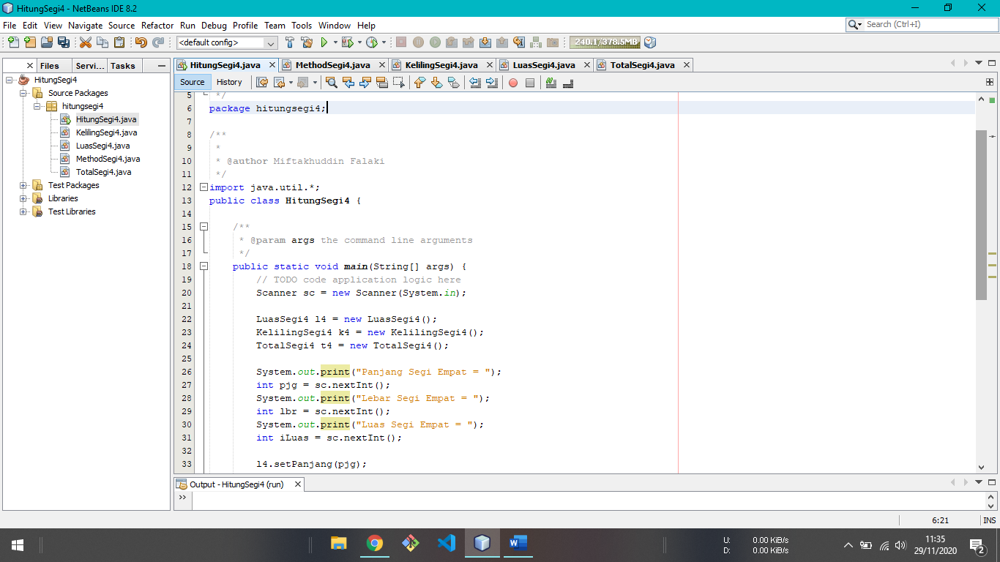 HitungSegi4 - NetBeans IDE 8.2
File Edit View Navigate Source Refactor Run Debug Profile Team Tools Window Help
Search (Ctrl+I)
<default config>
240.1/378.5MB
Files Servi... Tasks
HitungSegi4.java MethodSegi4.java KelilingSegi4.java LuasSegi4.java TotalSegi4.java
HitungSegi4
Source Packages
hitungsegi4
HitungSegi4.java
KelilingSegi4.java
LuasSegi4.java
MethodSegi4.java
TotalSegi4.java
Test Packages
Libraries
Test Libraries
Source History
5 */
6 package hitungsegi4;
7
8 /**
9 *
10 * @author Miftakhuddin Falaki
11 */
12 import java.util.*;
13 public class HitungSegi4 {
14
15 /**
16 * @param args the command line arguments
17 */
18 public static void main(String[] args) {
19 // TODO code application logic here
20 Scanner sc = new Scanner(System.in);
21
22 LuasSegi4 l4 = new LuasSegi4();
23 KelilingSegi4 k4 = new KelilingSegi4();
24 TotalSegi4 t4 = new TotalSegi4();
25
26 System.out.print("Panjang Segi Empat = ");
27 int pjg = sc.nextInt();
28 System.out.print("Lebar Segi Empat = ");
29 int lbr = sc.nextInt();
30 System.out.print("Luas Segi Empat = ");
31 int iLuas = sc.nextInt();
32
33 l4.setPanjang(pjg);
Output - HitungSegi4 (run)
6:21 INS
U: 0.00 KiB/s
D: 0.00 KiB/s
11:35
29/11/2020
2